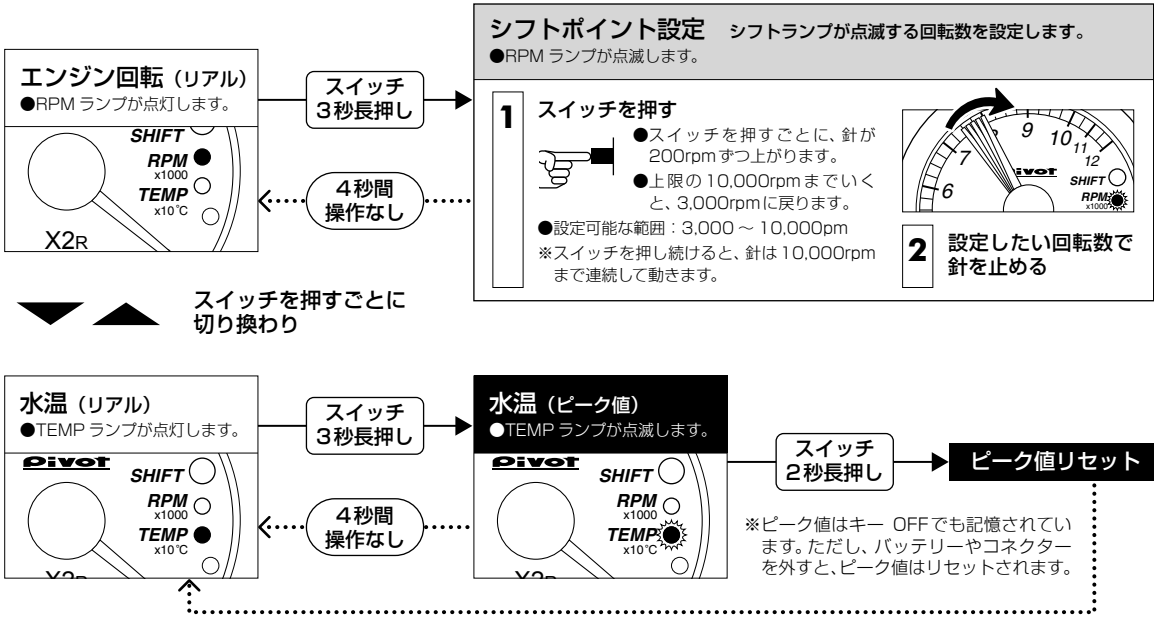 シフトポイント設定 シフトランプが点滅する回転数を設定します。
●RPM ランプが点滅します。
エンジン回転（リアル）
●RPM ランプが点灯します。
SHIFT
RPM
x1000
TEMP
x10℃
X2R
スイッチ
3秒長押し
4秒間
操作なし
1 スイッチを押す
●スイッチを押すごとに、針が
200rpmずつ上がります。
●上限の10,000rpmまでいく
と、3,000rpmに戻ります。
●設定可能な範囲：3,000 ～ 10,000pm
※スイッチを押し続けると、針は10,000rpm
まで連続して動きます。
6 7 8 9 10 11 12
Pivot
SHIFT
RPM
x1000
2 設定したい回転数で
針を止める
スイッチを押すごとに
切り換わり
水温（リアル）
●TEMP ランプが点灯します。
Pivot
SHIFT
RPM
x1000
TEMP
x10℃
X2R
スイッチ
3秒長押し
4秒間
操作なし
水温（ピーク値）
●TEMP ランプが点滅します。
Pivot
SHIFT
RPM
x1000
TEMP
x10℃
X2R
スイッチ
2秒長押し
ピーク値リセット
※ピーク値はキー OFFでも記憶されてい
ます。ただし、バッテリーやコネクター
を外すと、ピーク値はリセットされます。